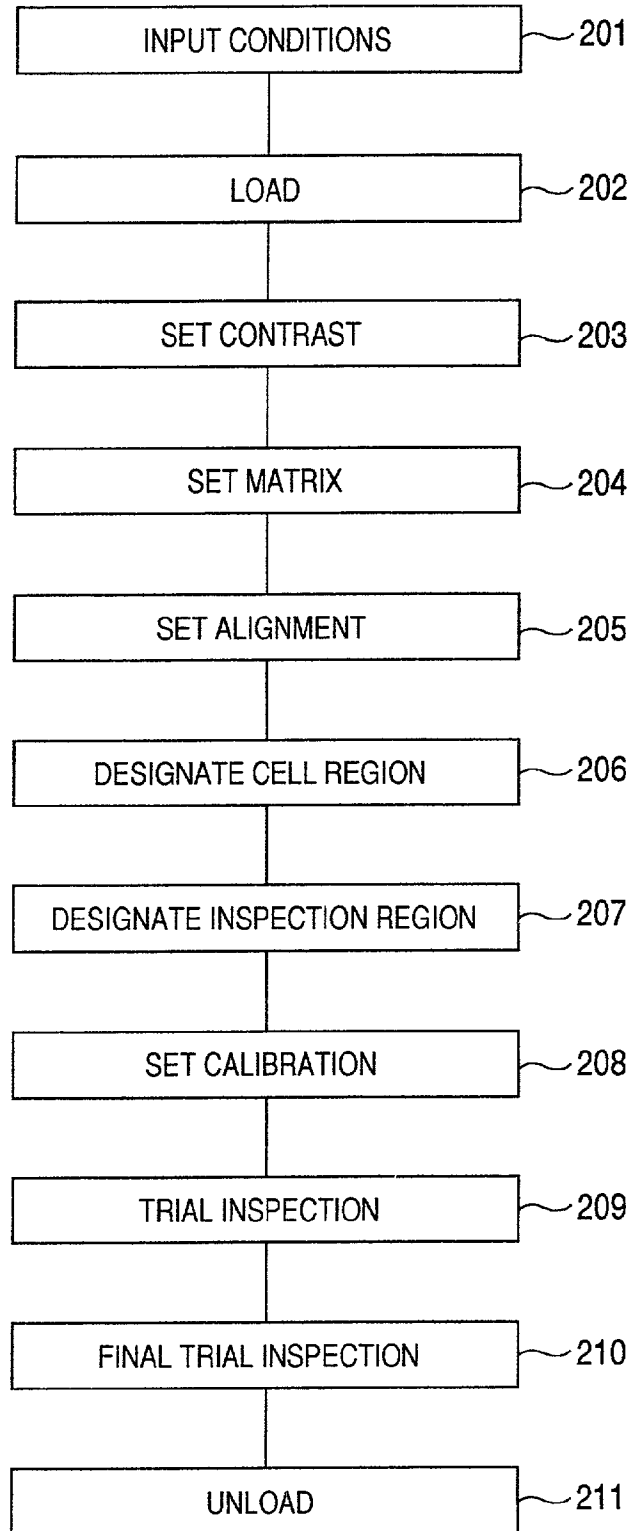 INPUT CONDITIONS 201
LOAD 202
SET CONTRAST 203
SET MATRIX 204
SET ALIGNMENT 205
DESIGNATE CELL REGION 206
DESIGNATE INSPECTION REGION 207
SET CALIBRATION 208
TRIAL INSPECTION 209
FINAL TRIAL INSPECTION 210
UNLOAD 211